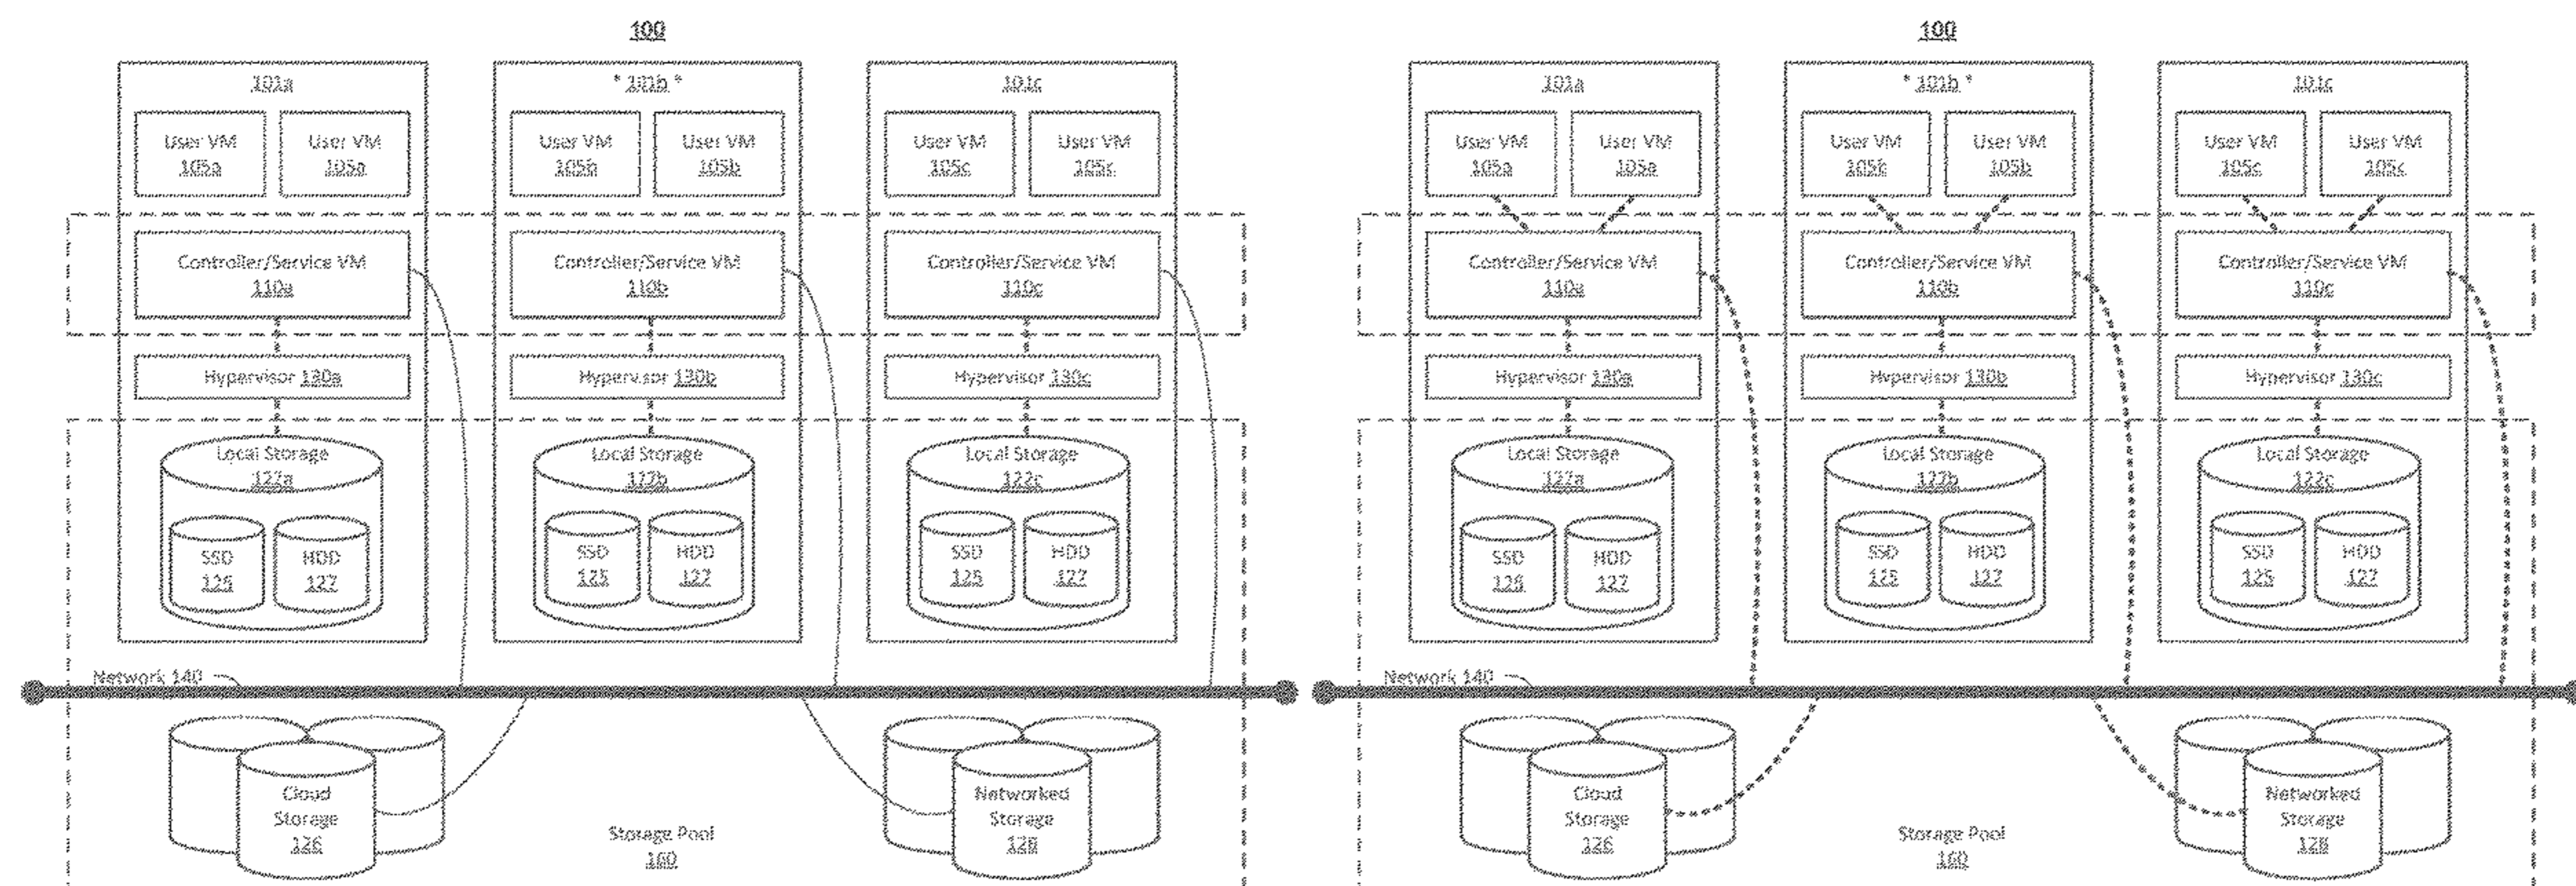 100
101a
* 101b *
101c
User VM
105a
User VM
105a
User VM
105b
User VM
105b
User VM
105c
User VM
105c
Controller/Service VM
110a
Controller/Service VM
110b
Controller/Service VM
110c
Hypervisor 130a
Hypervisor 130b
Hypervisor 130c
Local Storage
122a
Local Storage
122b
Local Storage
122c
SSD
125
HDD
127
SSD
125
HDD
127
SSD
125
HDD
127
Network 140
Cloud
Storage
126
Storage Pool
160
Networked
Storage
128
100
101a
* 101b *
101c
User VM
105a
User VM
105a
User VM
105b
User VM
105b
User VM
105c
User VM
105c
Controller/Service VM
110a
Controller/Service VM
110b
Controller/Service VM
110c
Hypervisor 130a
Hypervisor 130b
Hypervisor 130c
Local Storage
122a
Local Storage
122b
Local Storage
122c
SSD
125
HDD
127
SSD
125
HDD
127
SSD
125
HDD
127
Network 140
Cloud
Storage
126
Storage Pool
160
Networked
Storage
128